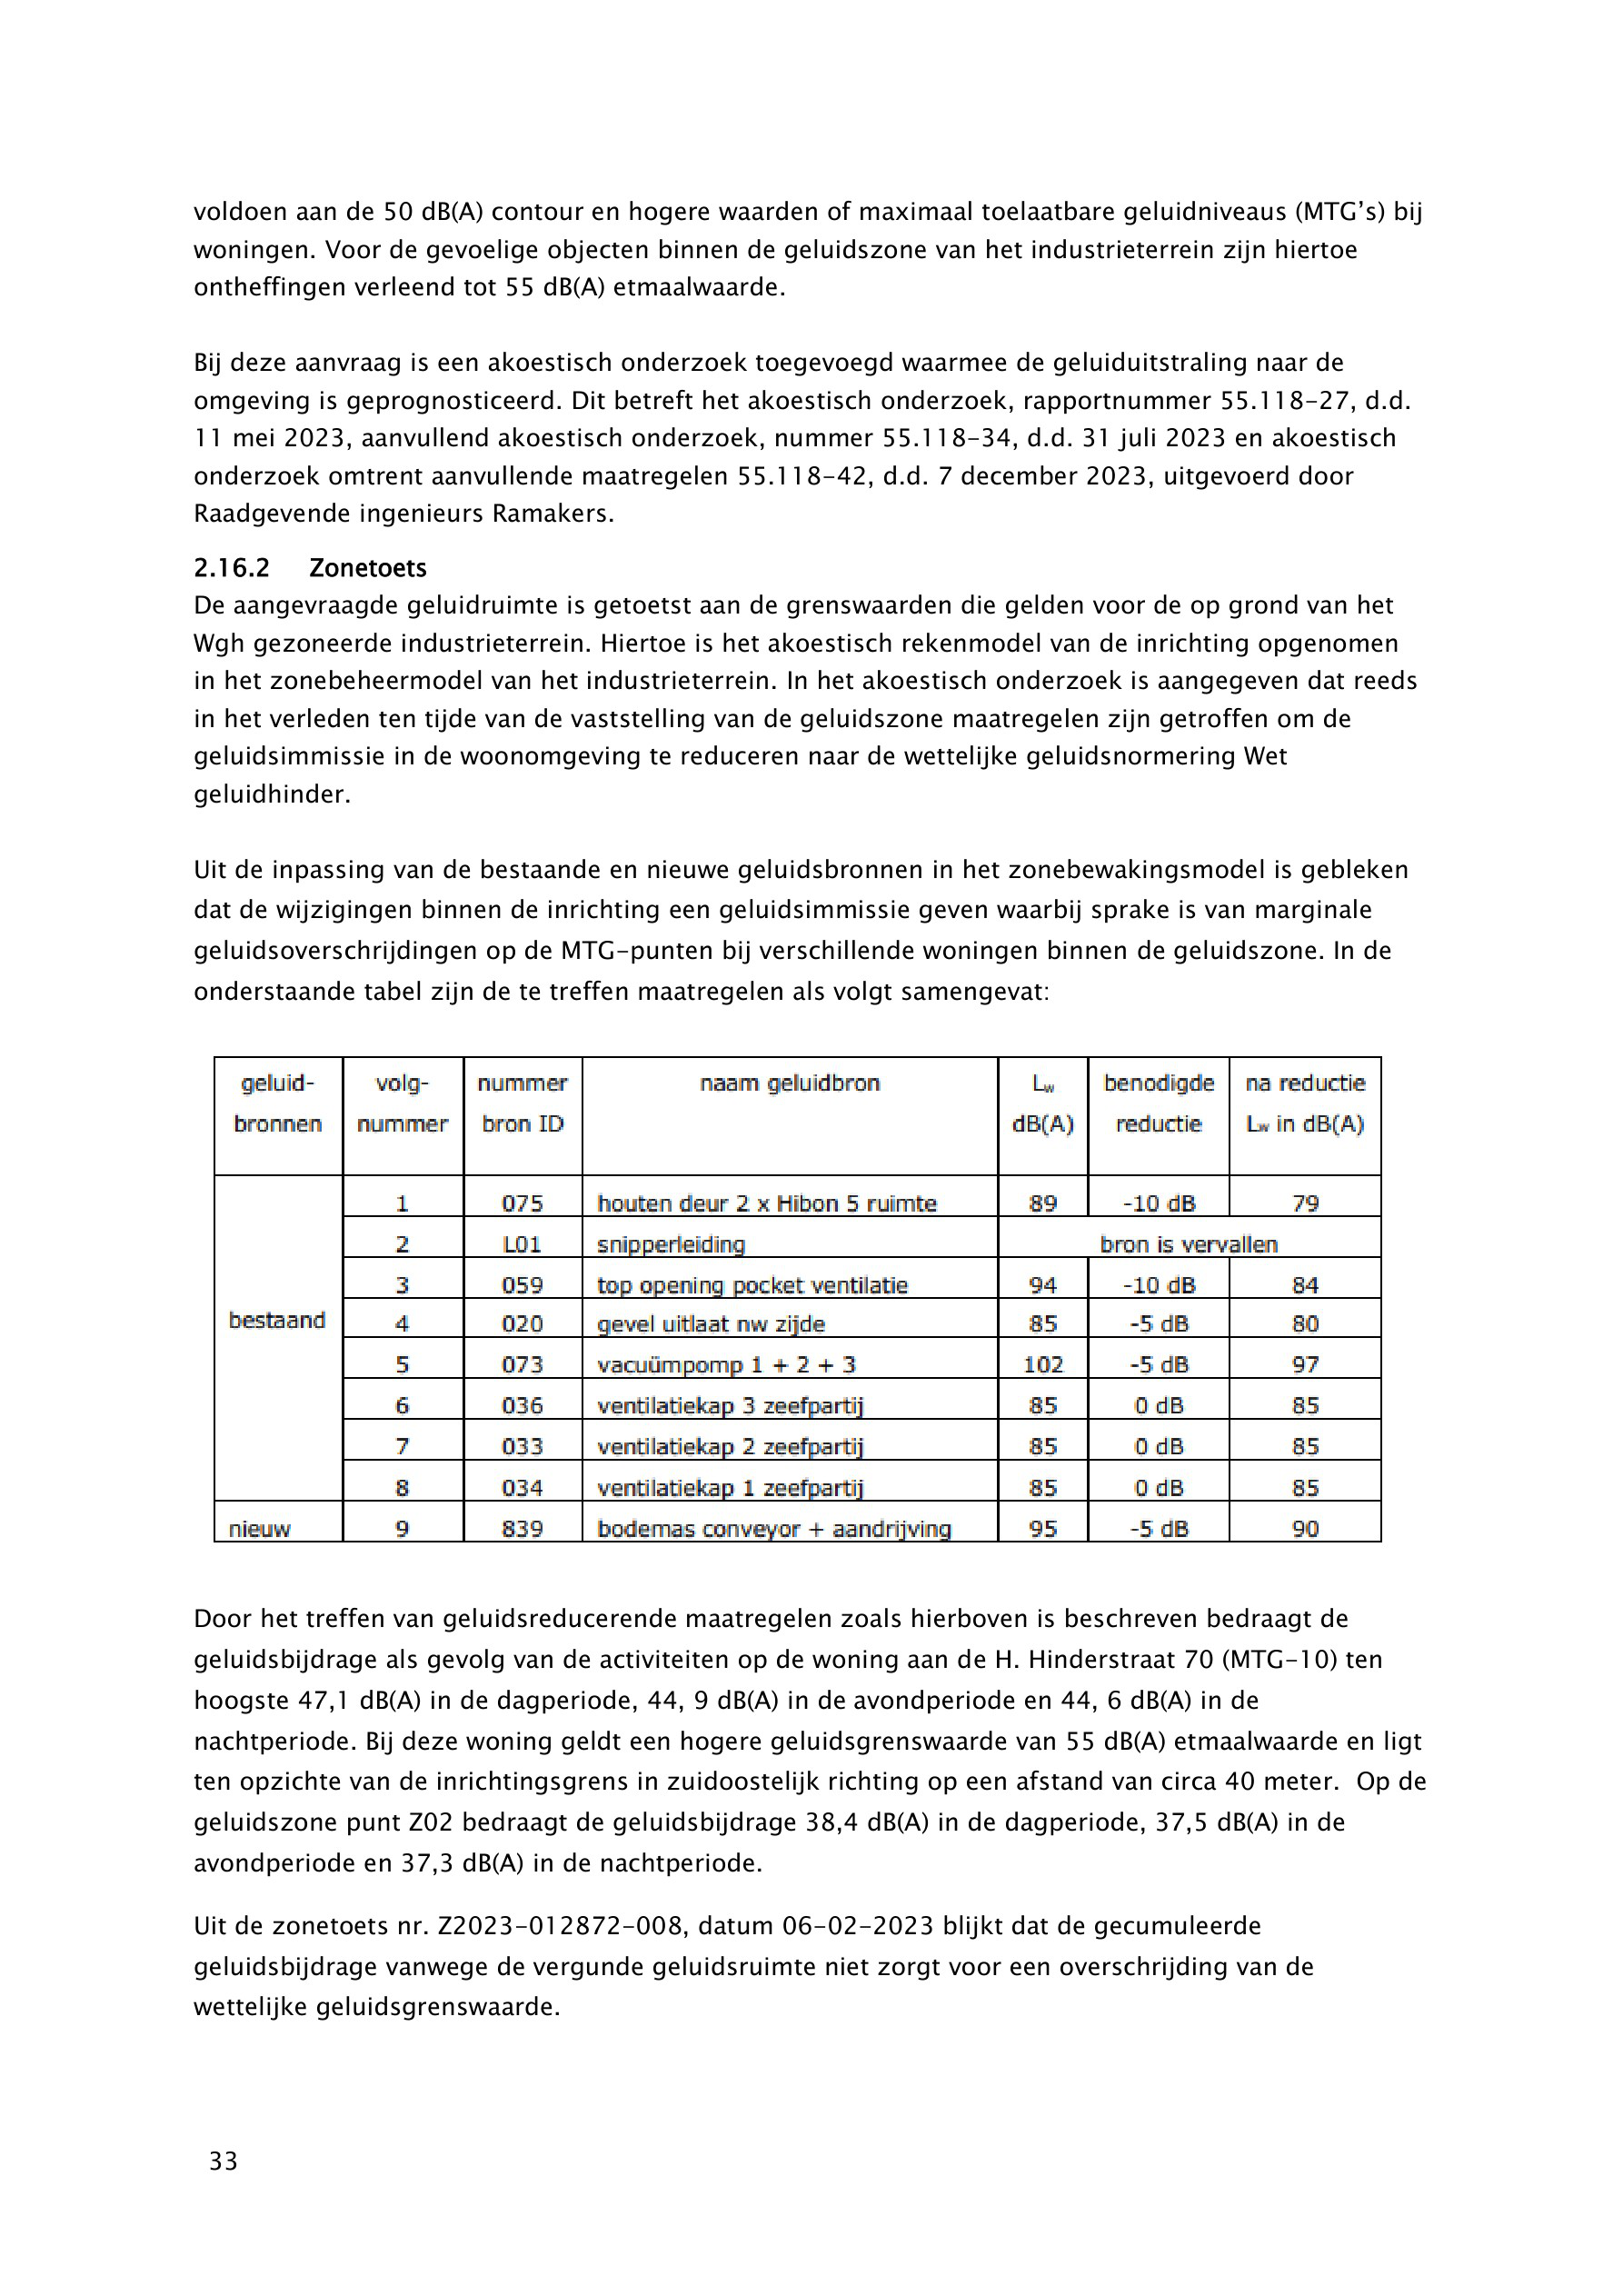 voldoen aan de 50 dB(A) contour en hogere waarden of maximaal toelaatbare geluidniveaus (MTG’s) bij
woningen. Voor de gevoelige objecten binnen de geluidszone van het industrieterrein zijn hiertoe
ontheffingen verleend tot 55 dB(A) etmaalwaarde.
Bij deze aanvraag is een akoestisch onderzoek toegevoegd waarmee de geluiduitstraling naar de
omgeving is geprognosticeerd. Dit betreft het akoestisch onderzoek, rapportnummer 55.118-27, d.d.
11 mei 2023, aanvullend akoestisch onderzoek, nummer 55.118-34, d.d. 31 juli 2023 en akoestisch
onderzoek omtrent aanvullende maatregelen 55.118-42, d.d. 7 december 2023, uitgevoerd door
Raadgevende ingenieurs Ramakers.
2.16.2 Zonetoets
De aangevraagde geluidruimte is getoetst aan de grenswaarden die gelden voor de op grond van het
Wgh gezoneerde industrieterrein. Hiertoe is het akoestisch rekenmodel van de inrichting opgenomen
in het zonebeheermodel van het industrieterrein. In het akoestisch onderzoek is aangegeven dat reeds
in het verleden ten tijde van de vaststelling van de geluidszone maatregelen zijn getroffen om de
geluidsimmissie in de woonomgeving te reduceren naar de wettelijke geluidsnormering Wet
geluidhinder.
Uit de inpassing van de bestaande en nieuwe geluidsbronnen in het zonebewakingsmodel is gebleken
dat de wijzigingen binnen de inrichting een geluidsimmissie geven waarbij sprake is van marginale
geluidsoverschrijdingen op de MTG-punten bij verschillende woningen binnen de geluidszone. In de
onderstaande tabel zijn de te treffen maatregelen als volgt samengevat:
geluid- volg- nummer naam geluidbron Lw benodigde na reductie
bronnen nummer bron ID dB(A) reductie Lw in dB(A)
1 075 houten deur 2 x Hibon 5 ruimte 89 -10 dB 79
2 L01 snipperleiding bron is vervallen
3 059 top opening pocket ventilatie 94 -10 dB 84
bestaand 4 020 gevel uitlaat nw zijde 85 -5 dB 80
5 073 vacuümpomp 1 + 2 + 3 102 -5 dB 97
6 036 ventilatiekap 3 zeefpartij 85 0 dB 85
7 033 ventilatiekap 2 zeefpartij 85 0 dB 85
8 034 ventilatiekap 1 zeefpartij 85 0 dB 85
nieuw 9 839 bodemas conveyor + aandrijving 95 -5 dB 90
Door het treffen van geluidsreducerende maatregelen zoals hierboven is beschreven bedraagt de
geluidsbijdrage als gevolg van de activiteiten op de woning aan de H. Hinderstraat 70 (MTG-10) ten
hoogste 47,1 dB(A) in de dagperiode, 44, 9 dB(A) in de avondperiode en 44, 6 dB(A) in de
nachtperiode. Bij deze woning geldt een hogere geluidsgrenswaarde van 55 dB(A) etmaalwaarde en ligt
ten opzichte van de inrichtingsgrens in zuidoostelijk richting op een afstand van circa 40 meter.  Op de
geluidszone punt Z02 bedraagt de geluidsbijdrage 38,4 dB(A) in de dagperiode, 37,5 dB(A) in de
avondperiode en 37,3 dB(A) in de nachtperiode.
Uit de zonetoets nr. Z2023-012872-008, datum 06-02-2023 blijkt dat de gecumuleerde
geluidsbijdrage vanwege de vergunde geluidsruimte niet zorgt voor een overschrijding van de
wettelijke geluidsgrenswaarde.
33